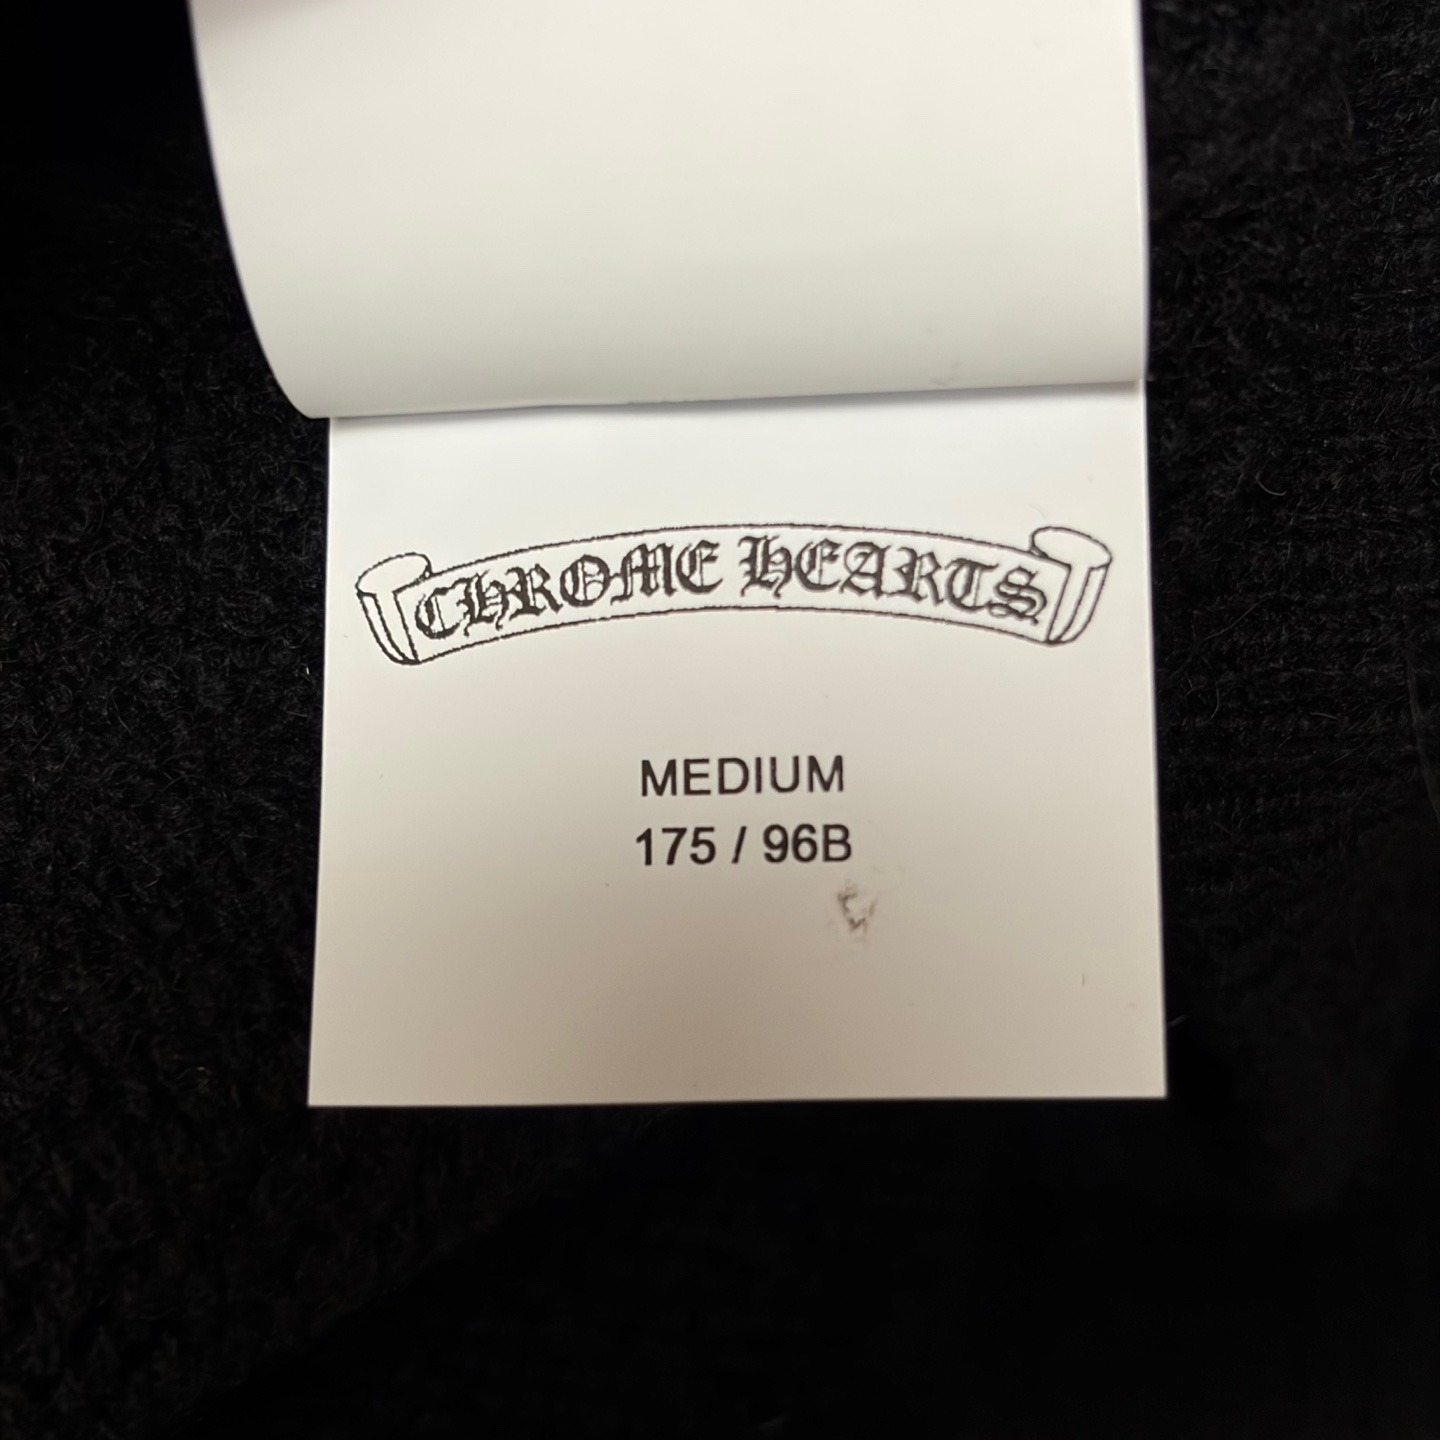 CHROME HEARTS
MEDIUM
175 / 96B